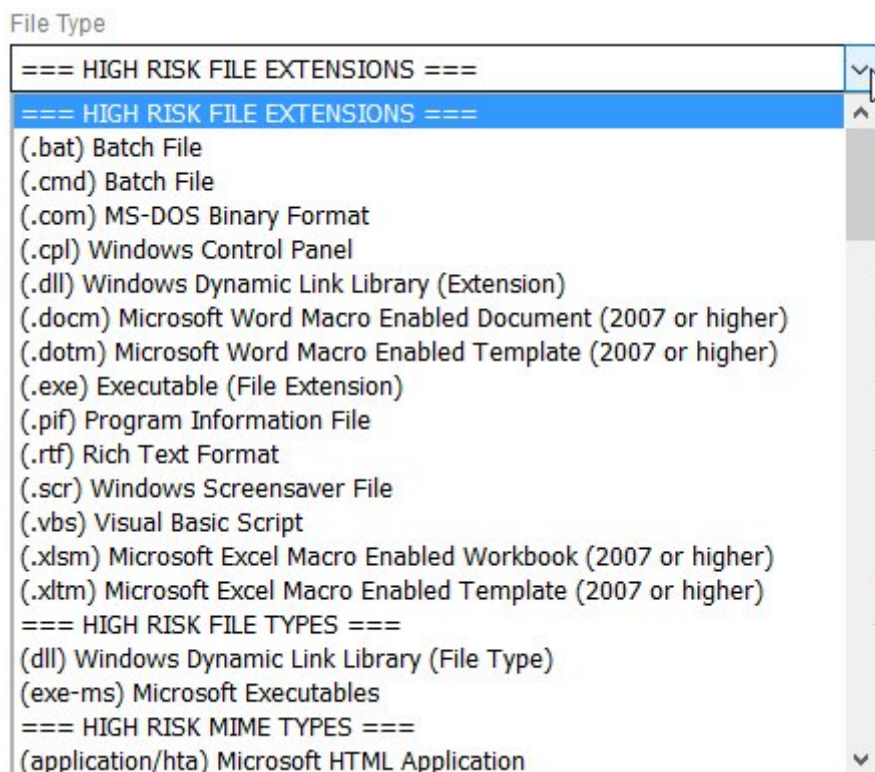 File Type
=== HIGH RISK FILE EXTENSIONS ===
=== HIGH RISK FILE EXTENSIONS ===
(.bat) Batch File
(.cmd) Batch File
(.com) MS-DOS Binary Format
(.cpl) Windows Control Panel
(.dll) Windows Dynamic Link Library (Extension)
(.docm) Microsoft Word Macro Enabled Document (2007 or higher)
(.dotm) Microsoft Word Macro Enabled Template (2007 or higher)
(.exe) Executable (File Extension)
(.pif) Program Information File
(.rtf) Rich Text Format
(.scr) Windows Screensaver File
(.vbs) Visual Basic Script
(.xlsm) Microsoft Excel Macro Enabled Workbook (2007 or higher)
(.xltm) Microsoft Excel Macro Enabled Template (2007 or higher)
=== HIGH RISK FILE TYPES ===
(dll) Windows Dynamic Link Library (File Type)
(exe-ms) Microsoft Executables
=== HIGH RISK MIME TYPES ===
(application/hta) Microsoft HTML Application